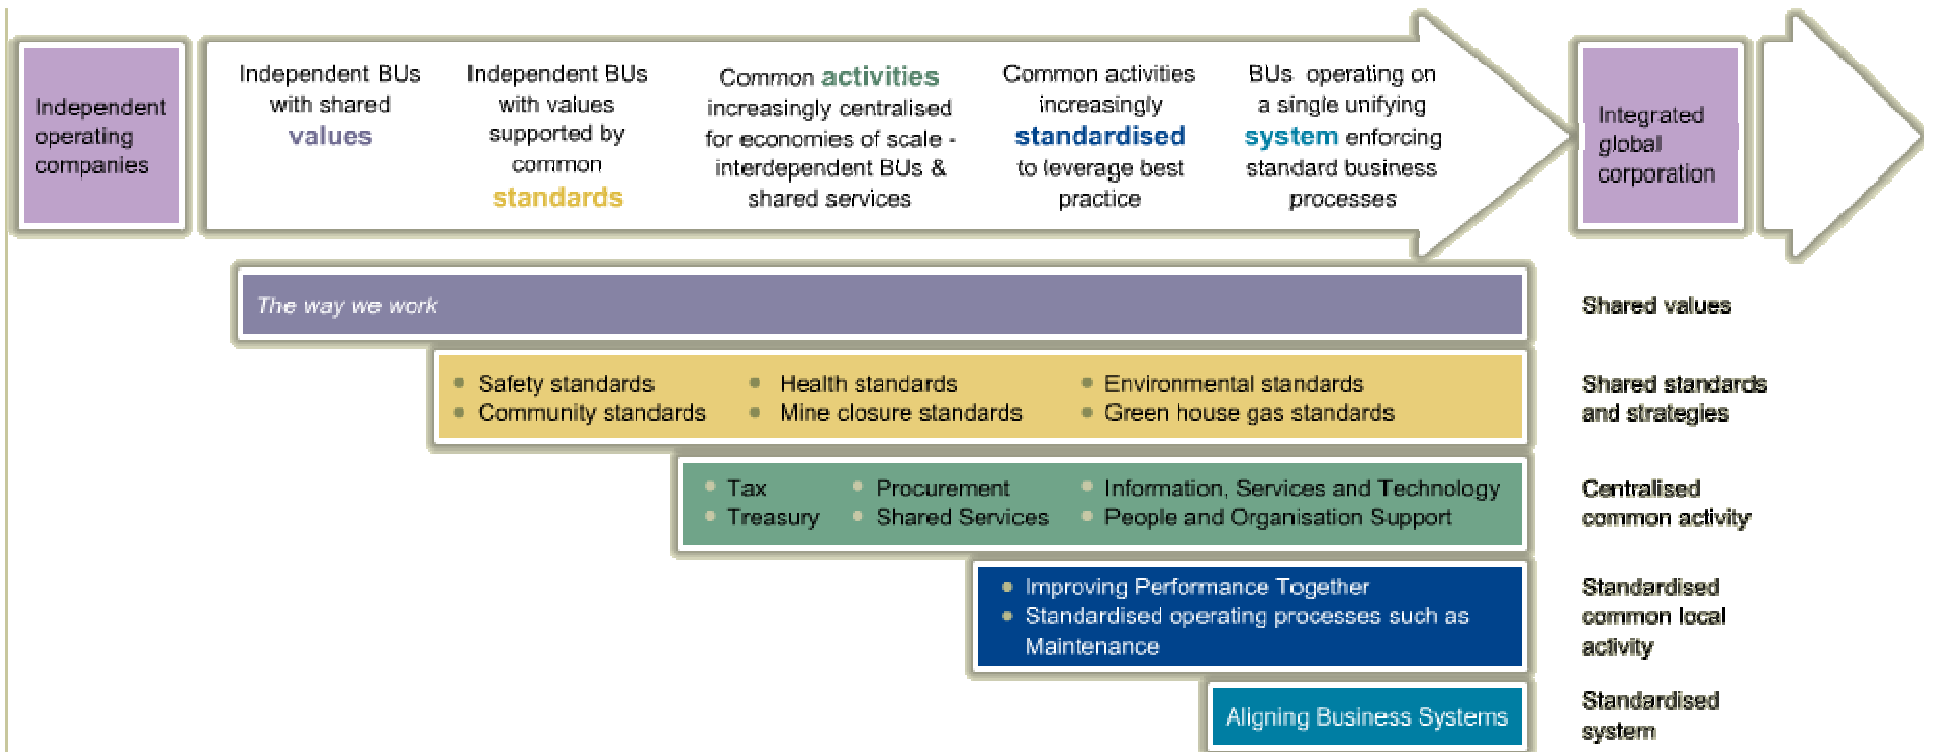 Independent
operating
companies
Independent BUs
with shared
values
Independent BUs
with values
supported by
common
standards
Common activities
increasingly centralised
for economies of scale -
interdependent BUs &
shared services
Common activities
increasingly
standardised
to leverage best
practice
BUs operating on
a single unifying
system enforcing
standard business
processes
Integrated
global
corporation
The way we work
Shared values
• Safety standards
• Community standards
• Health standards
• Mine closure standards
• Environmental standards
• Green house gas standards
Shared standards
and strategies
• Tax
• Treasury
• Procurement
• Shared Services
• Information, Services and Technology
• People and Organisation Support
Centralised
common activity
• Improving Performance Together
• Standardised operating processes such as
Maintenance
Standardised
common local
activity
Aligning Business Systems
Standardised
system